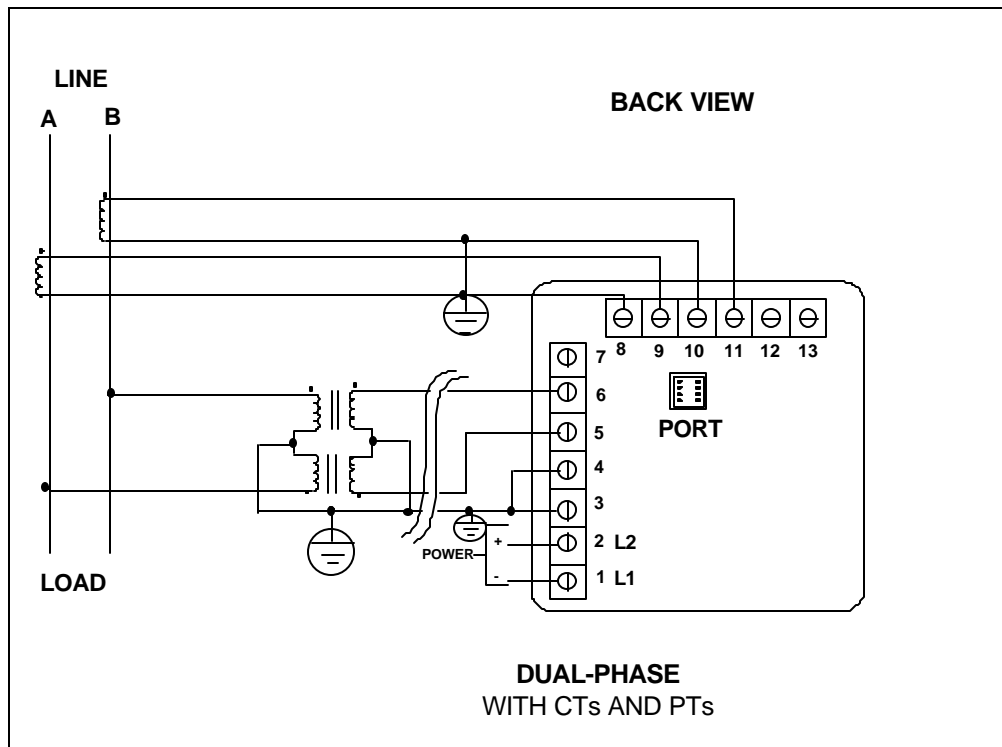 LINE
BACK VIEW
A B
8 9 10 11 12 13
7
6
PORT
5
4
3
+ 2 L2
POWER
- 1 L1
LOAD
DUAL-PHASE
WITH CTs AND PTs